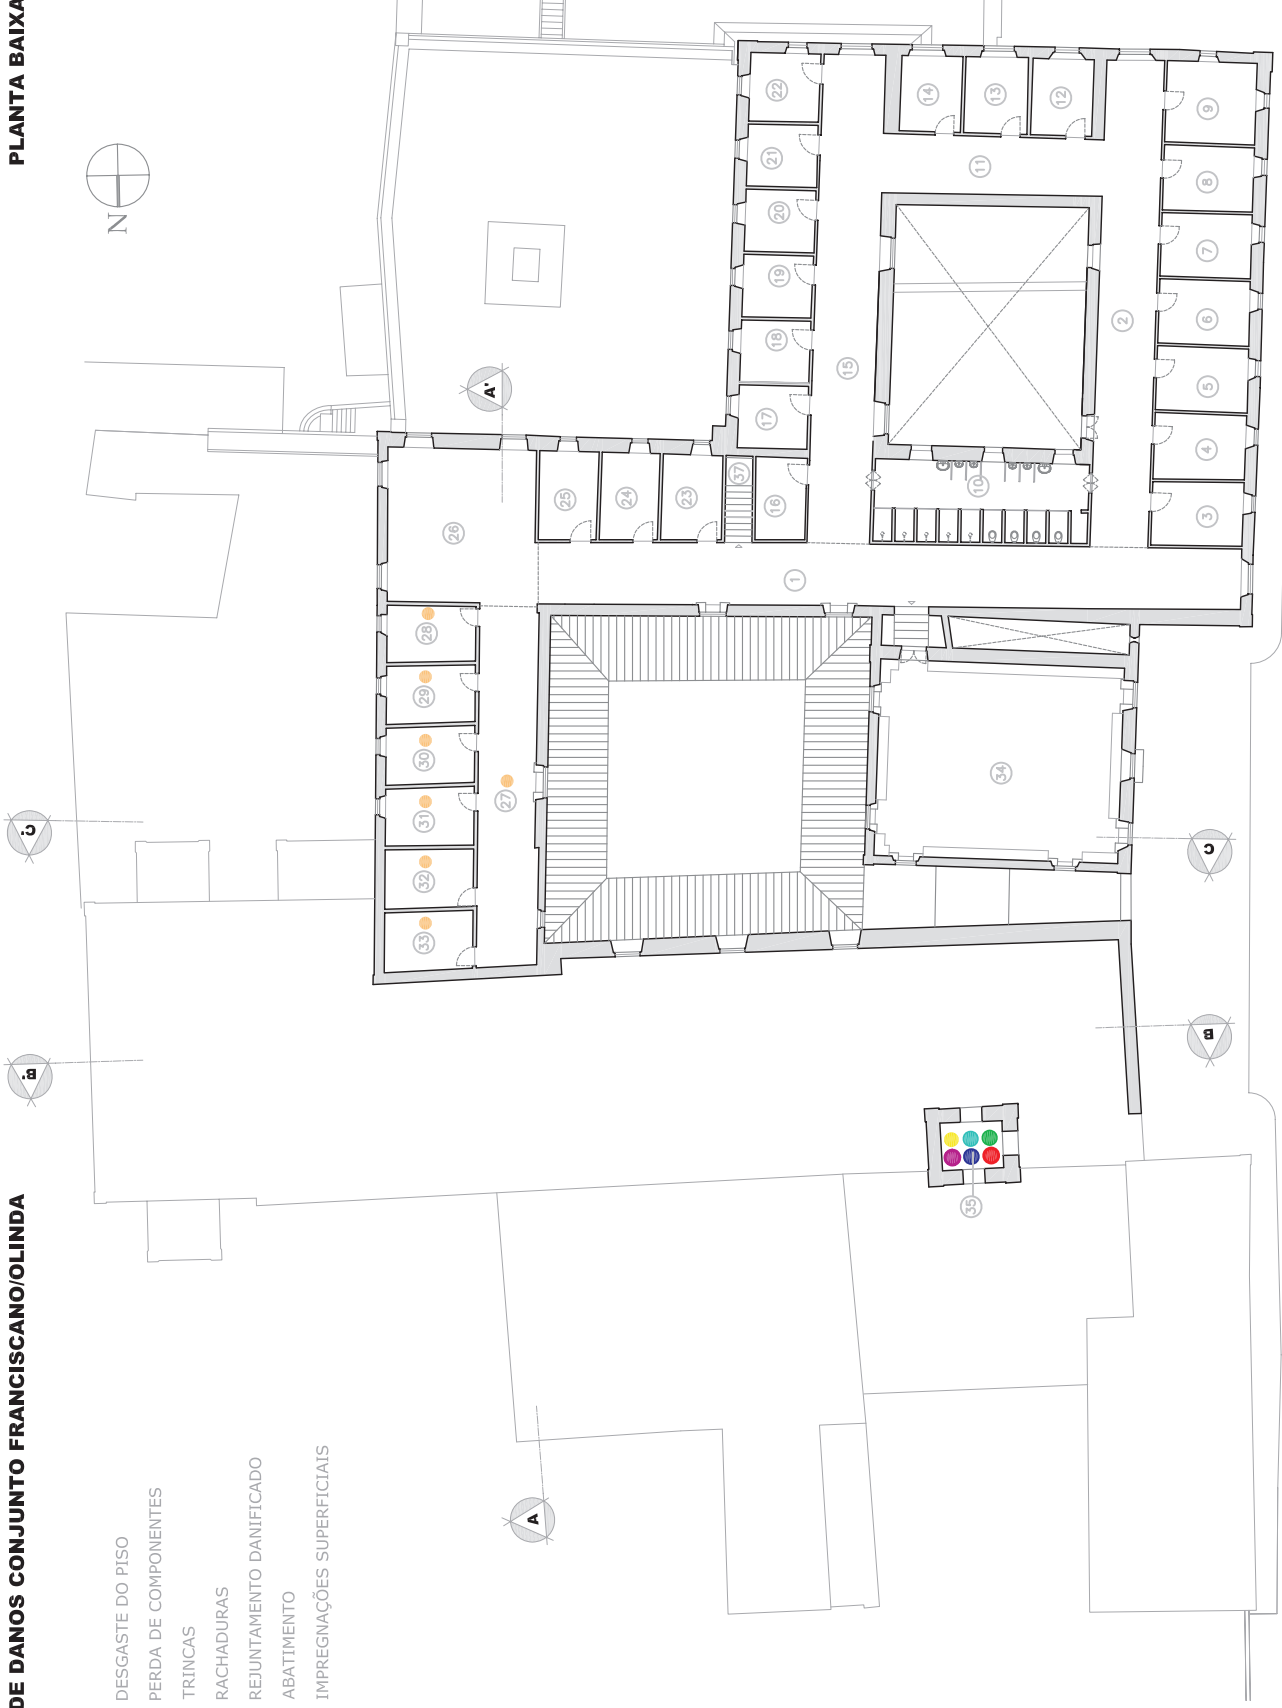 DE DANOS CONJUNTO FRANCISCANO/OLINDA
PLANTA BAIXA
DESGASTE DO PISO
PERDA DE COMPONENTES
TRINCAS
RACHADURAS
REJUNTAMENTO DANIFICADO
ABATIMENTO
IMPREGNAÇÕES SUPERFICIAIS
N
22
21
20
19
18
17
16
37
14
13
12
11
9
8
7
6
5
4
3
2
15
10
1
A'
26
25
24
23
28
29
30
31
32
33
27
34
35
C'
C
B'
B
A